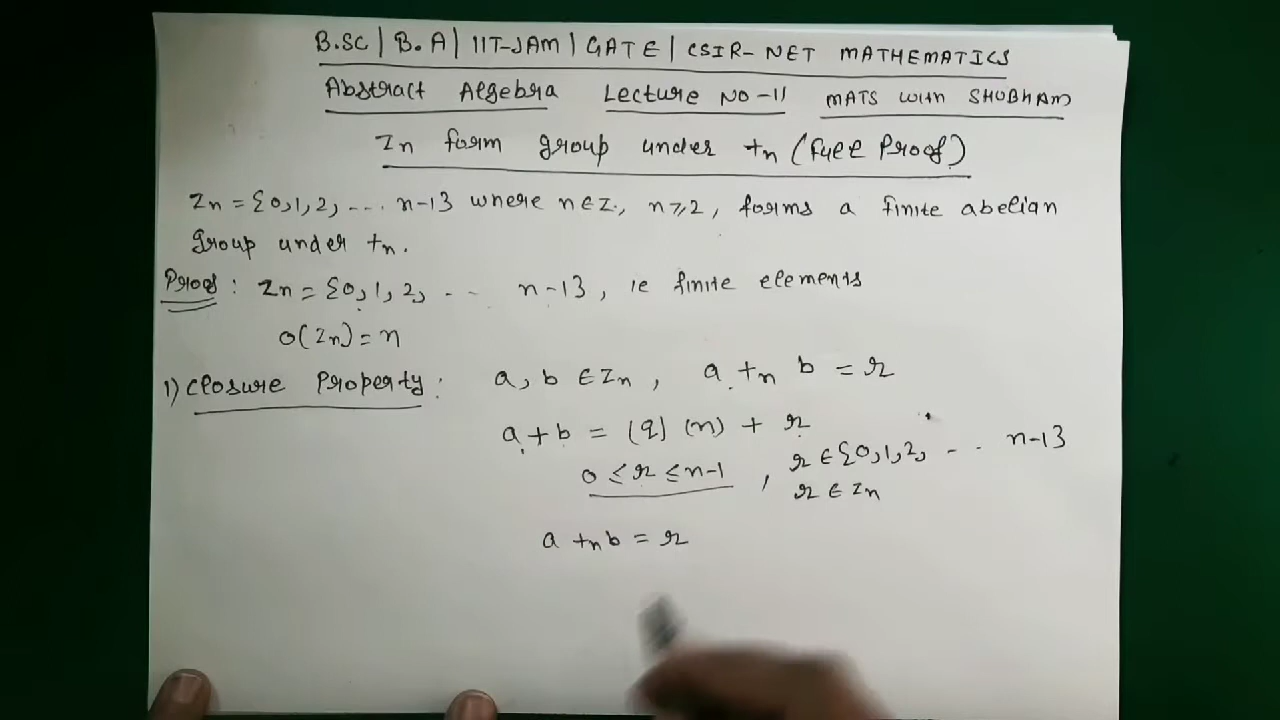 B.SC | B.A | IIT-JAM | GATE | CSIR-NET MATHEMATICS
Abstract Algebra Lecture NO-11 MATS with SHUBHAM
Zn form group under +n (Full Proof)
Zn = {0,1,2, .... n-1} where n∈Z, n≥2, forms a finite abelian
group under +n.
Proof : Zn = {0,1,2, .. n-1}, ie finite elements
O(Zn) = n
1) Closure Property : a, b ∈ Zn, a +n b = r
a + b = (q) (n) + r
0 ≤ r ≤ n-1 , r ∈ {0,1,2, - .. n-1}
r ∈ Zn
a +n b = r